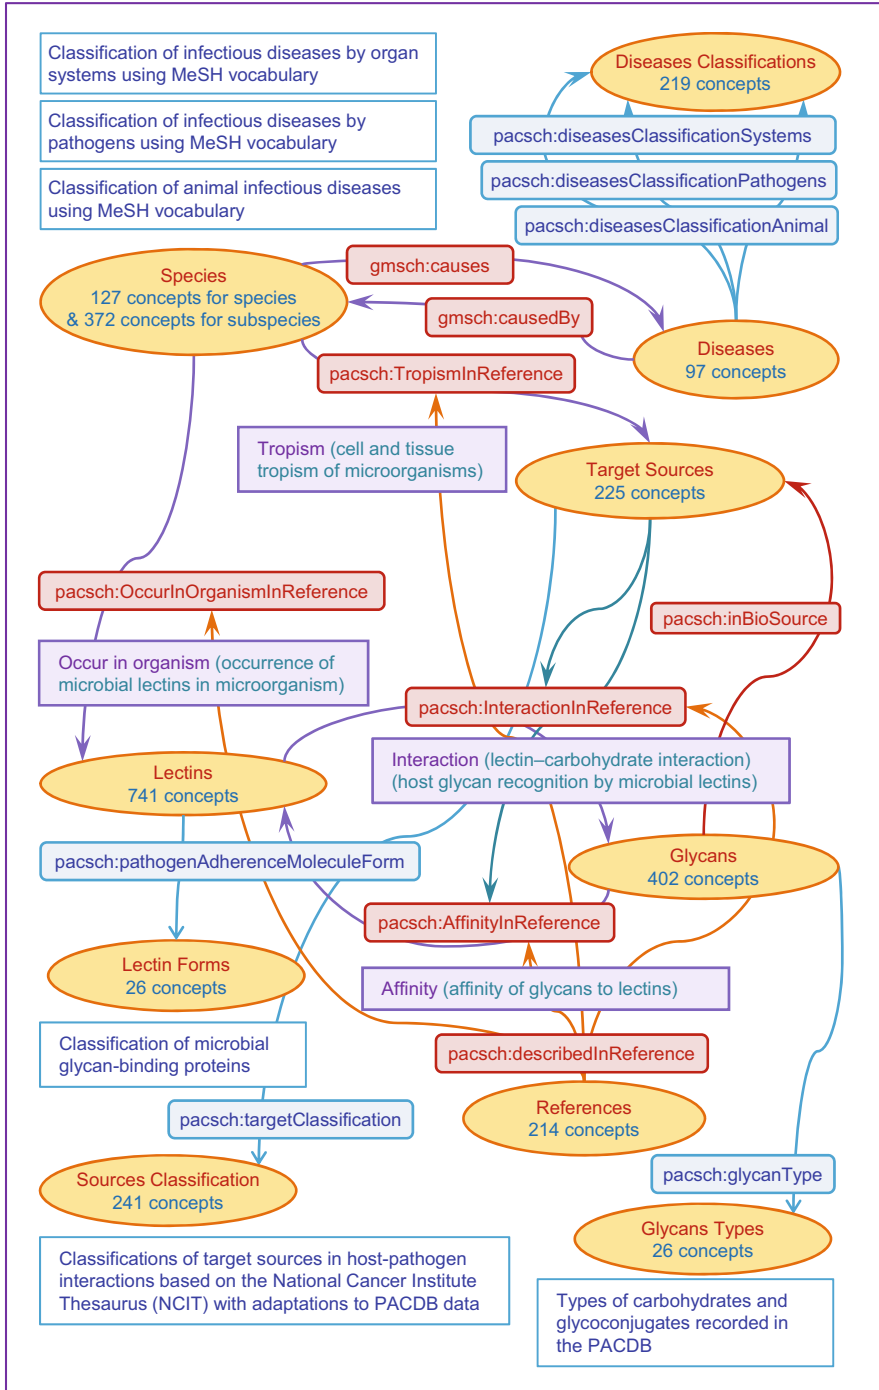 Classification of infectious diseases by organ
systems using MeSH vocabulary
Classification of infectious diseases by
pathogens using MeSH vocabulary
Classification of animal infectious diseases
using MeSH vocabulary
Diseases Classifications
219 concepts
pacsch:diseasesClassificationSystems
pacsch:diseasesClassificationPathogens
pacsch:diseasesClassificationAnimal
Species
127 concepts for species
& 372 concepts for subspecies
gmsch:causes
gmsch:causedBy
Diseases
97 concepts
pacsch:TropismInReference
Tropism (cell and tissue
tropism of microorganisms)
Target Sources
225 concepts
pacsch:OccurInOrganismInReference
pacsch:inBioSource
Occur in organism (occurrence of
microbial lectins in microorganism)
pacsch:InteractionInReference
Interaction (lectin–carbohydrate interaction)
(host glycan recognition by microbial lectins)
Lectins
741 concepts
pacsch:pathogenAdherenceMoleculeForm
Glycans
402 concepts
pacsch:AffinityInReference
Lectin Forms
26 concepts
Affinity (affinity of glycans to lectins)
Classification of microbial
glycan-binding proteins
pacsch:describedInReference
References
214 concepts
pacsch:targetClassification
Sources Classification
241 concepts
pacsch:glycanType
Glycans Types
26 concepts
Classifications of target sources in host-pathogen
interactions based on the National Cancer Institute
Thesaurus (NCIT) with adaptations to PACDB data
Types of carbohydrates and
glycoconjugates recorded in
the PACDB